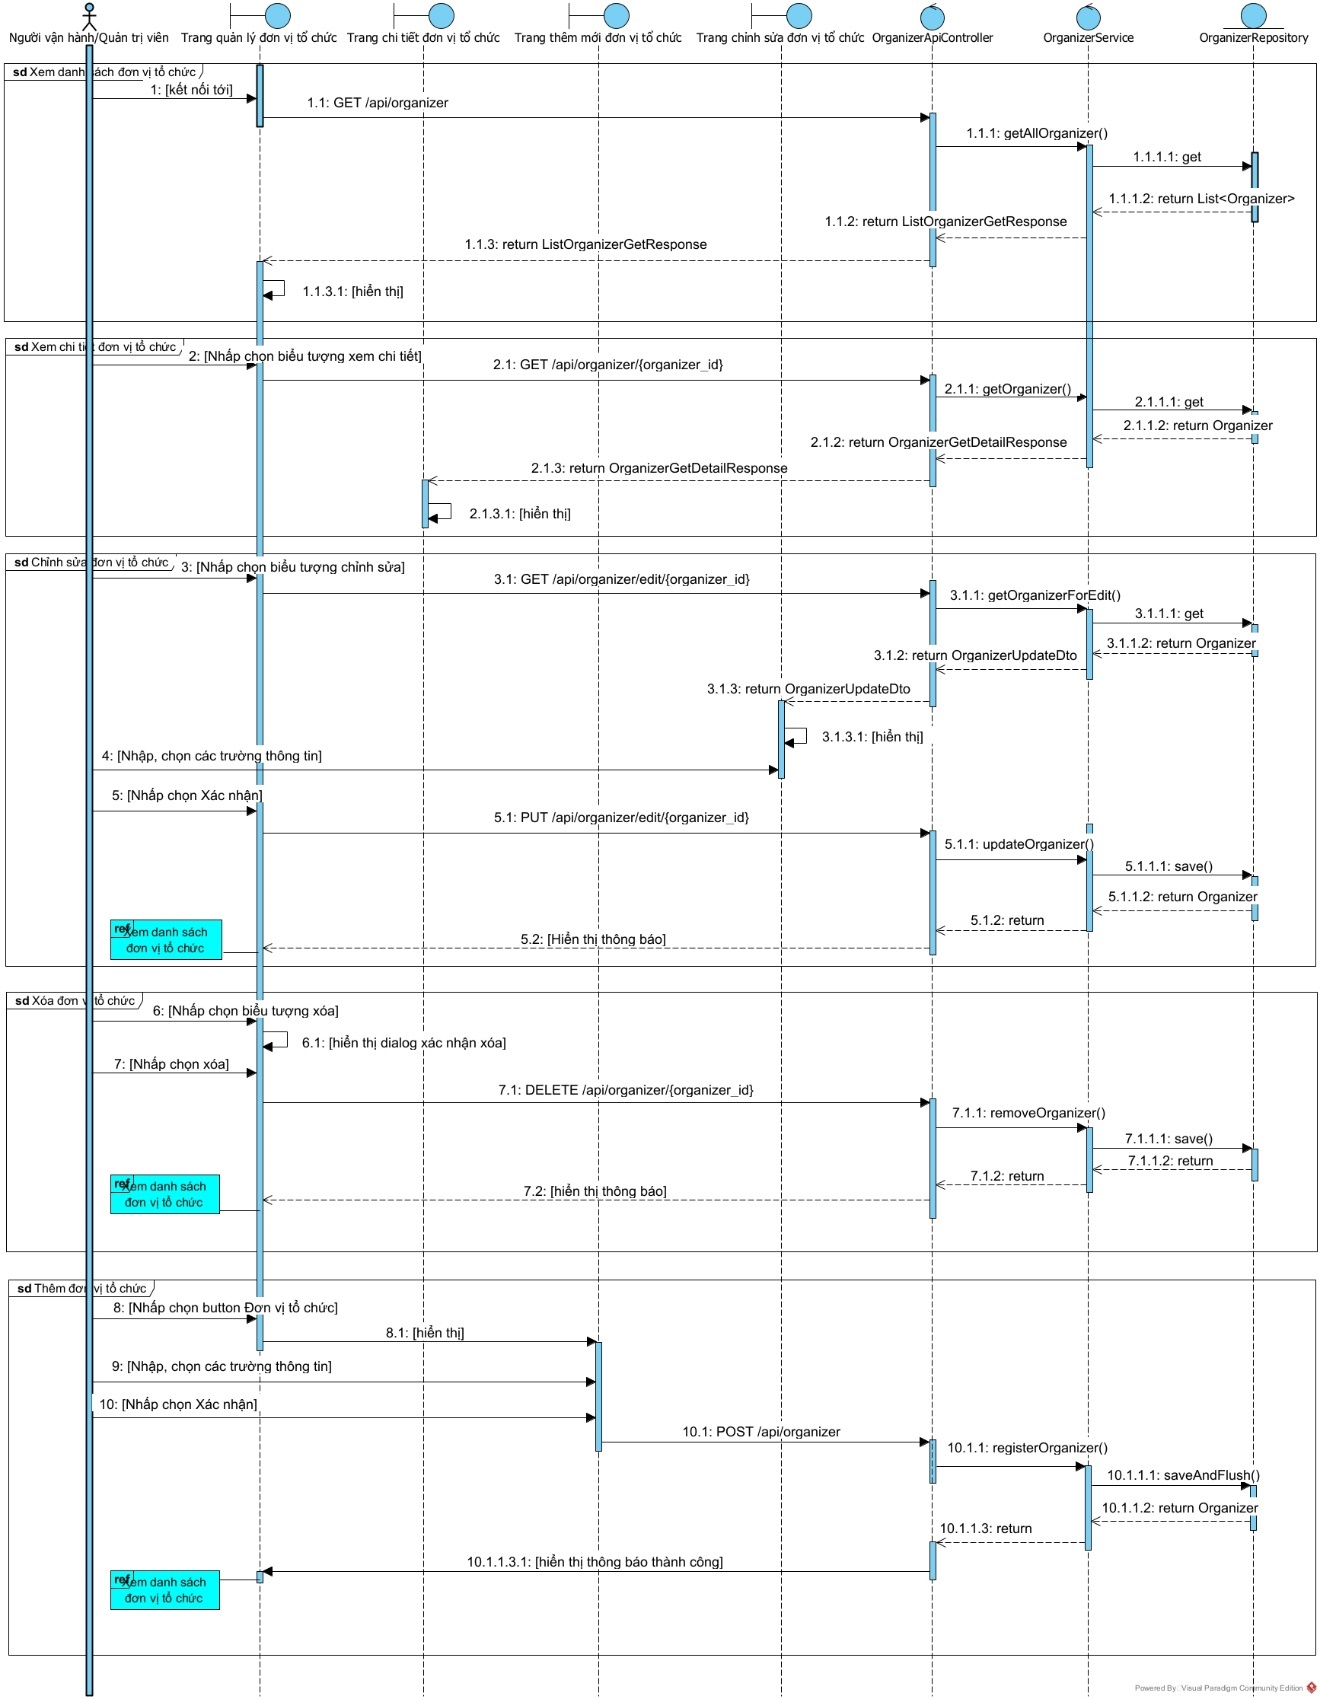 Người vận hành/Quản trị viên
Trang quản lý đơn vị tổ chức
Trang chi tiết đơn vị tổ chức
Trang thêm mới đơn vị tổ chức
Trang chỉnh sửa đơn vị tổ chức
OrganizerApiController
OrganizerService
OrganizerRepository
sd Xem danh sách đơn vị tổ chức
1: [kết nối tới]
1.1: GET /api/organizer
1.1.1: getAllOrganizer()
1.1.1.1: get
1.1.1.2: return List<Organizer>
1.1.2: return ListOrganizerGetResponse
1.1.3: return ListOrganizerGetResponse
1.1.3.1: [hiển thị]
sd Xem chi tiết đơn vị tổ chức
2: [Nhấp chọn biểu tượng xem chi tiết]
2.1: GET /api/organizer/{organizer_id}
2.1.1: getOrganizer()
2.1.1.1: get
2.1.1.2: return Organizer
2.1.2: return OrganizerGetDetailResponse
2.1.3: return OrganizerGetDetailResponse
2.1.3.1: [hiển thị]
sd Chỉnh sửa đơn vị tổ chức
3: [Nhấp chọn biểu tượng chỉnh sửa]
3.1: GET /api/organizer/edit/{organizer_id}
3.1.1: getOrganizerForEdit()
3.1.1.1: get
3.1.1.2: return Organizer
3.1.2: return OrganizerUpdateDto
3.1.3: return OrganizerUpdateDto
3.1.3.1: [hiển thị]
4: [Nhập, chọn các trường thông tin]
5: [Nhấp chọn Xác nhận]
5.1: PUT /api/organizer/edit/{organizer_id}
5.1.1: updateOrganizer()
5.1.1.1: save()
5.1.1.2: return Organizer
5.1.2: return
5.2: [Hiển thị thông báo]
ref
Xem danh sách
đơn vị tổ chức
sd Xóa đơn vị tổ chức
6: [Nhấp chọn biểu tượng xóa]
6.1: [hiển thị dialog xác nhận xóa]
7: [Nhấp chọn xóa]
7.1: DELETE /api/organizer/{organizer_id}
7.1.1: removeOrganizer()
7.1.1.1: save()
7.1.1.2: return
7.1.2: return
7.2: [hiển thị thông báo]
ref
Xem danh sách
đơn vị tổ chức
sd Thêm đơn vị tổ chức
8: [Nhấp chọn button Đơn vị tổ chức]
8.1: [hiển thị]
9: [Nhập, chọn các trường thông tin]
10: [Nhấp chọn Xác nhận]
10.1: POST /api/organizer
10.1.1: registerOrganizer()
10.1.1.1: saveAndFlush()
10.1.1.2: return Organizer
10.1.1.3: return
10.1.1.3.1: [hiển thị thông báo thành công]
ref
Xem danh sách
đơn vị tổ chức
Powered By: Visual Paradigm Community Edition